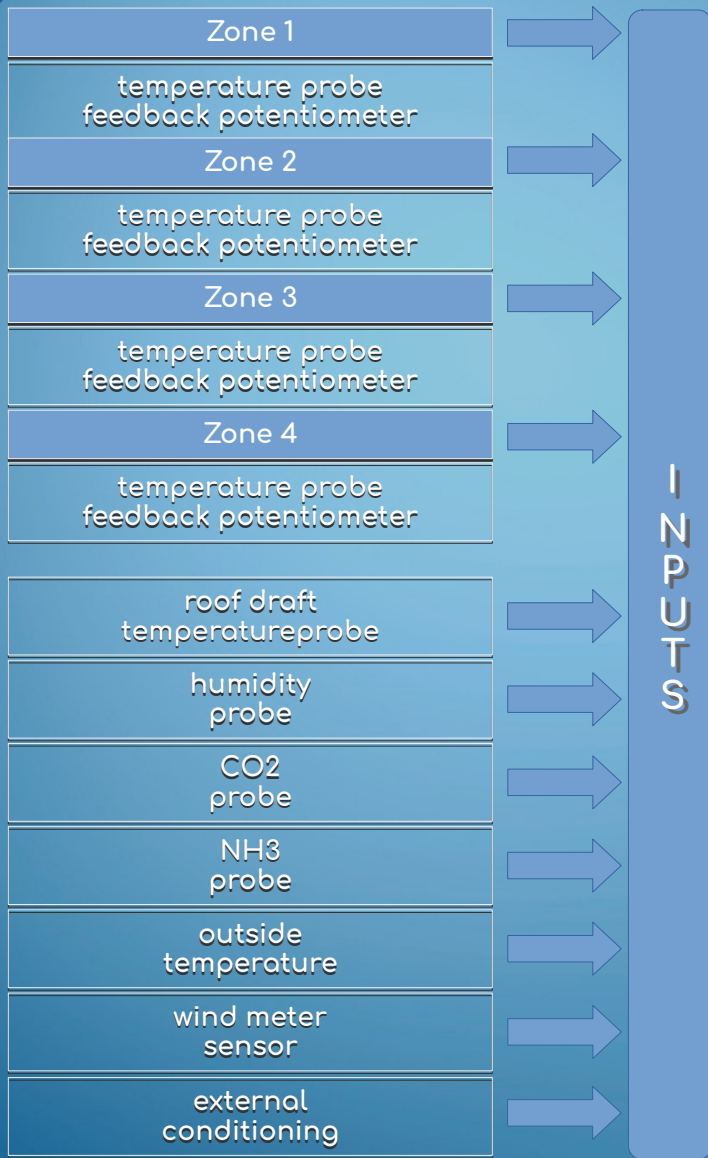 Zone 1
temperature probe
feedback potentiometer
Zone 2
temperature probe
feedback potentiometer
Zone 3
temperature probe
feedback potentiometer
Zone 4
temperature probe
feedback potentiometer
roof draft
temperatureprobe
humidity
probe
CO2
probe
NH3
probe
outside
temperature
wind meter
sensor
external
conditioning
INPUTS